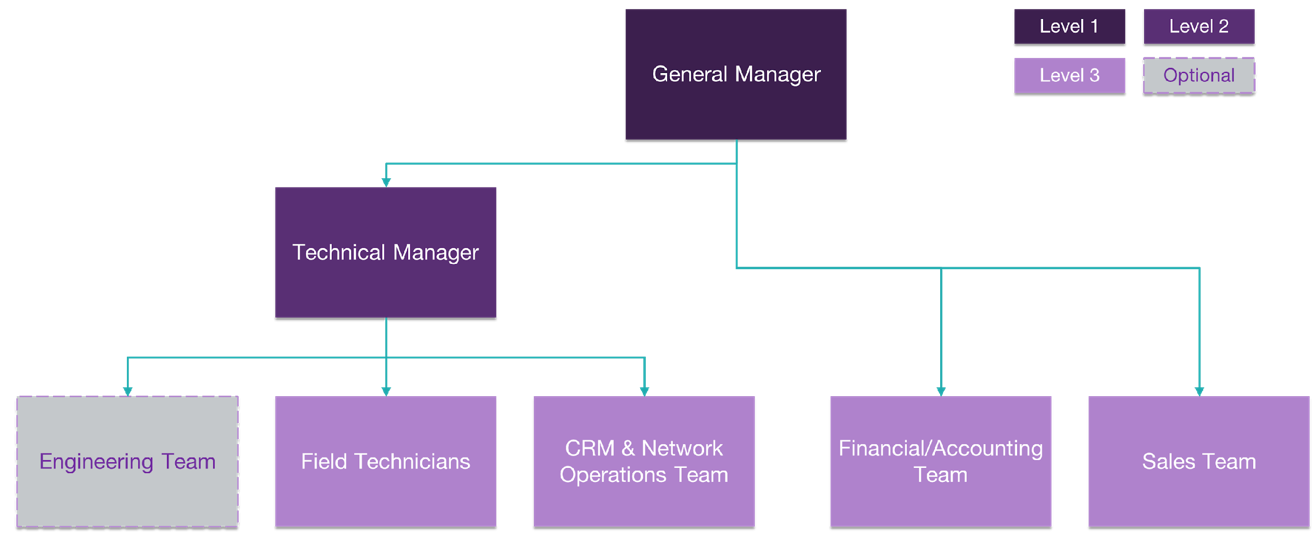 General Manager
Level 1
Level 2
Level 3
Optional
Technical Manager
Engineering Team
Field Technicians
CRM & Network
Operations Team
Financial/Accounting
Team
Sales Team